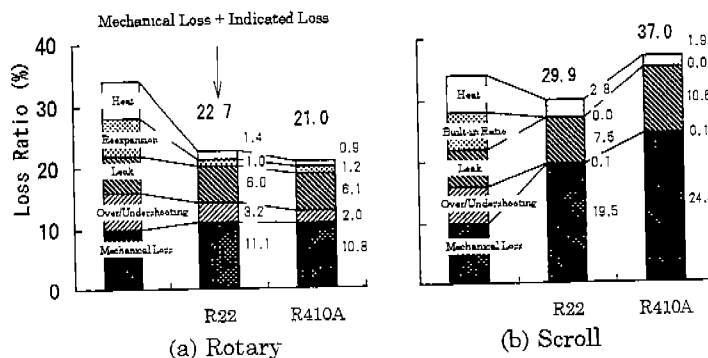 Mechanical Loss + Indicated Loss
Loss Ratio (%)
40
30
20
10
0
Heat
Reexpansion
Leak
Over/Undershooting
Mechanical Loss
22.7
1.4
1.0
6.0
3.2
11.1
21.0
0.9
1.2
6.1
2.0
10.8
R22
R410A
(a) Rotary
Heat
Built-in Ratio
Leak
Over/Undershooting
Mechanical Loss
29.9
2.8
0.0
7.6
0.1
19.5
37.0
1.9
0.0
10.6
0.1
24.
R22
R410A
(b) Scroll